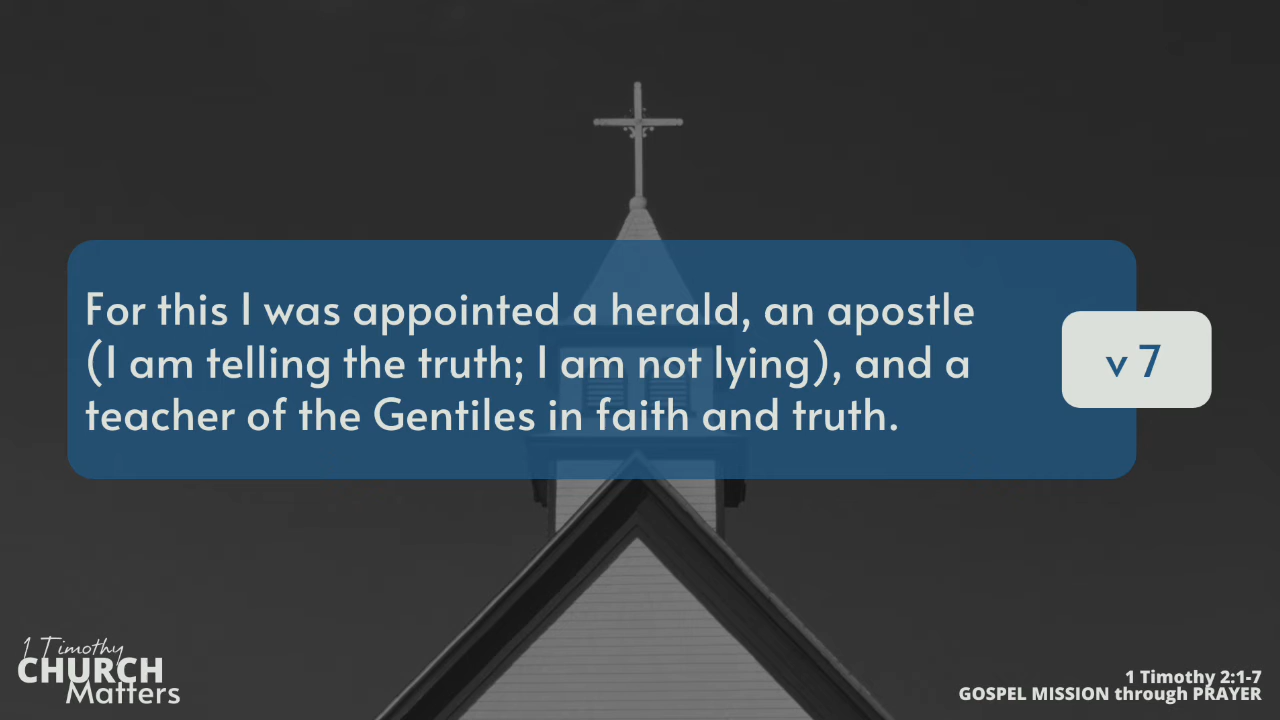 For this I was appointed a herald, an apostle
(I am telling the truth; I am not lying), and a
teacher of the Gentiles in faith and truth.
v 7
1 Timothy
CHURCH
Matters
1 Timothy 2:1-7
GOSPEL MISSION through PRAYER